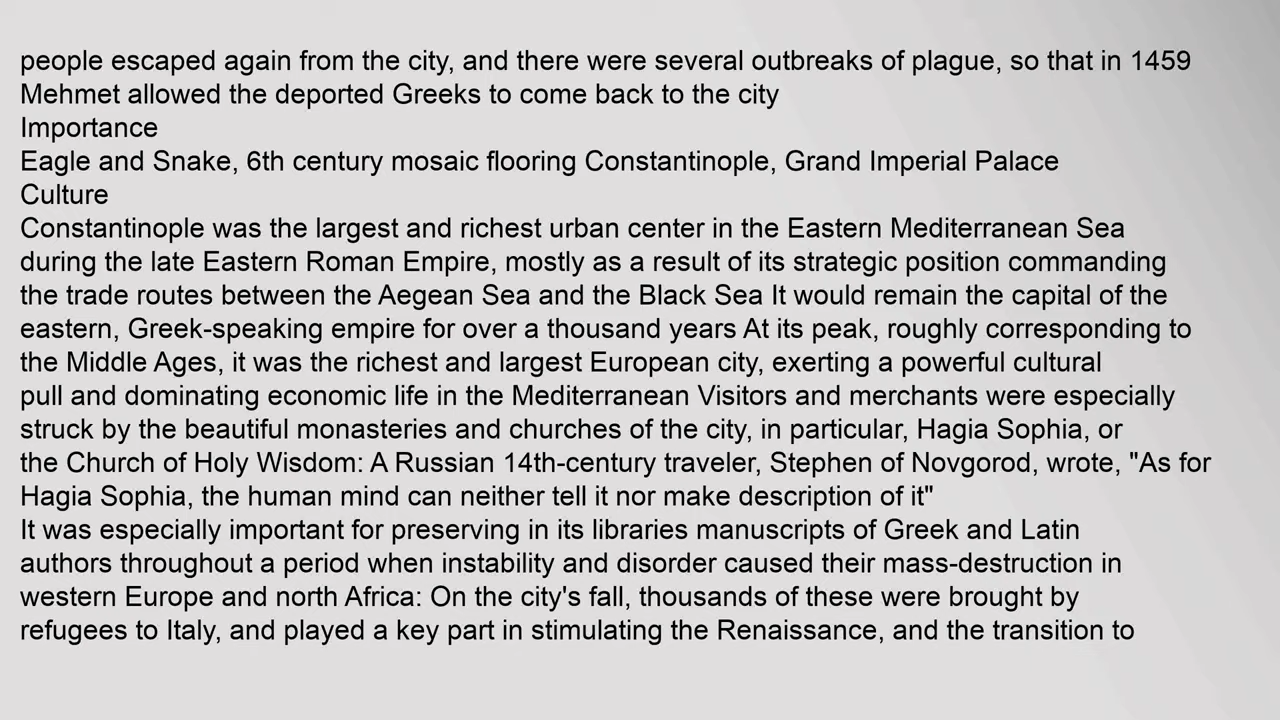 people escaped again from the city, and there were several outbreaks of plague, so that in 1459
Mehmet allowed the deported Greeks to come back to the city
Importance
Eagle and Snake, 6th century mosaic flooring Constantinople, Grand Imperial Palace
Culture
Constantinople was the largest and richest urban center in the Eastern Mediterranean Sea
during the late Eastern Roman Empire, mostly as a result of its strategic position commanding
the trade routes between the Aegean Sea and the Black Sea It would remain the capital of the
eastern, Greek-speaking empire for over a thousand years At its peak, roughly corresponding to
the Middle Ages, it was the richest and largest European city, exerting a powerful cultural
pull and dominating economic life in the Mediterranean Visitors and merchants were especially
struck by the beautiful monasteries and churches of the city, in particular, Hagia Sophia, or
the Church of Holy Wisdom: A Russian 14th-century traveler, Stephen of Novgorod, wrote, "As for
Hagia Sophia, the human mind can neither tell it nor make description of it"
It was especially important for preserving in its libraries manuscripts of Greek and Latin
authors throughout a period when instability and disorder caused their mass-destruction in
western Europe and north Africa: On the city's fall, thousands of these were brought by
refugees to Italy, and played a key part in stimulating the Renaissance, and the transition to